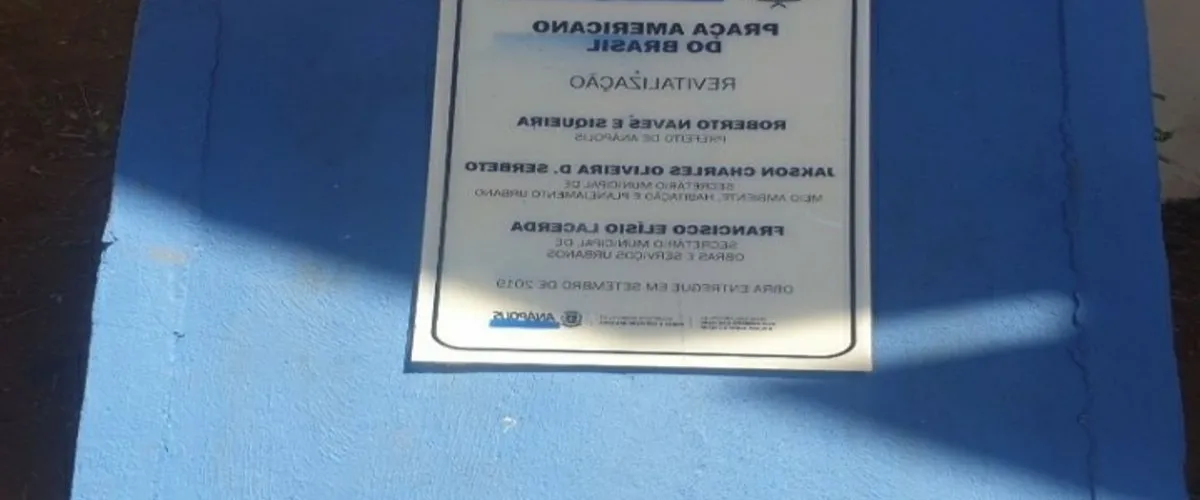 PRAÇA AMERICANO
DO BRASIL
REVITALIZAÇÃO
ROBERTO NAVES E SIQUEIRA
PREFEITO DE ANÁPOLIS
JAKSON CHARLES OLIVEIRA D. SERBETO
SECRETÁRIO MUNICIPAL DE
MEIO AMBIENTE, HABITAÇÃO E PLANEJAMENTO URBANO
FRANCISCO ELÍSIO LACERDA
SECRETÁRIO MUNICIPAL DE
OBRAS E SERVIÇOS URBANOS
OBRA ENTREGUE EM SETEMBRO DE 2019
ANÁPOLIS